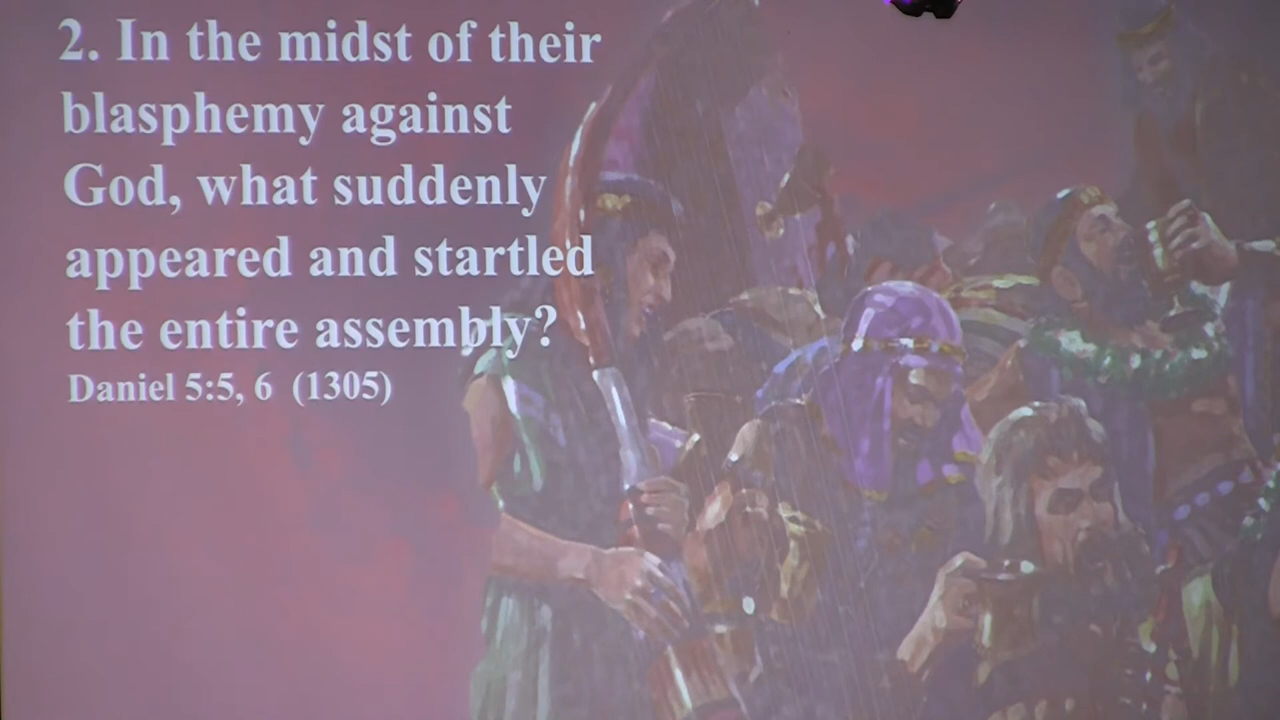 2. In the midst of their
blasphemy against
God, what suddenly
appeared and startled
the entire assembly?
Daniel 5:5, 6 (1305)